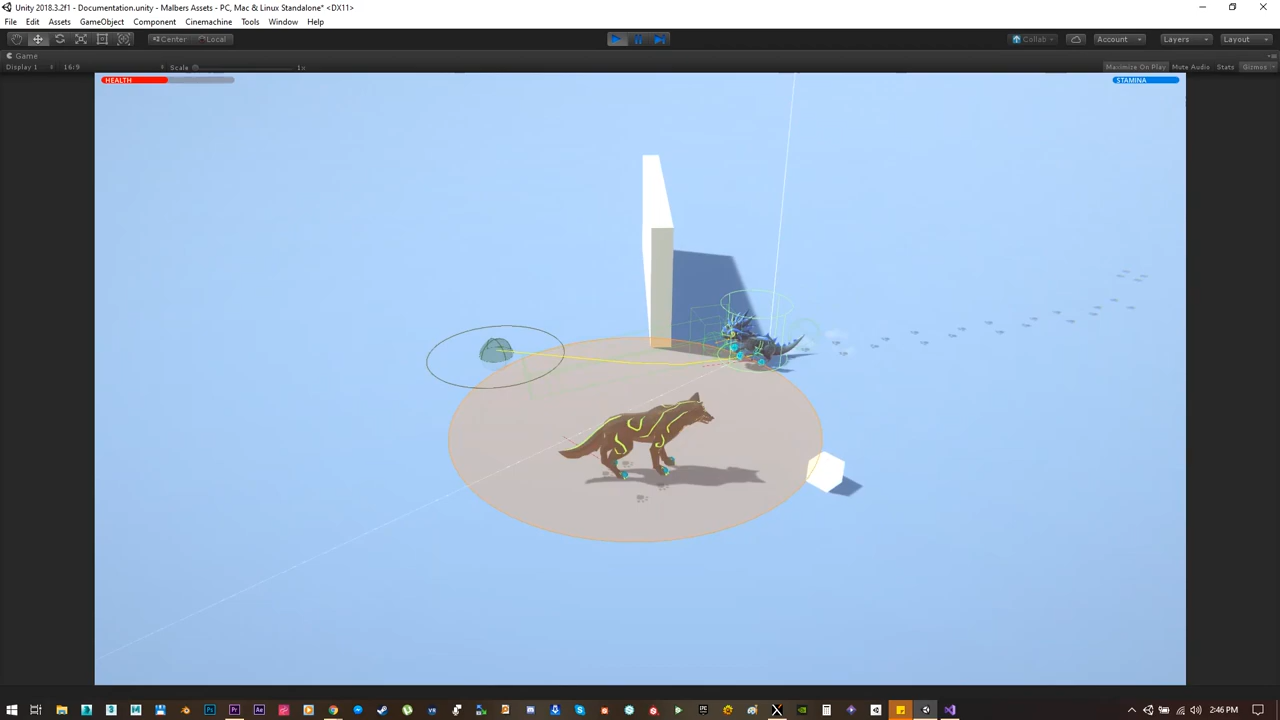 Unity 2018.3.2f1 - Documentation.unity - Malbers Assets - PC, Mac & Linux Standalone* <DX11>
File Edit Assets GameObject Component Cinemachine Tools Window Help
Center Local Collab Account Layers Layout
Game
Display 1 16:9 Scale 1x Maximize On Play Mute Audio Stats Gizmos
HEALTH STAMINA
2:46 PM